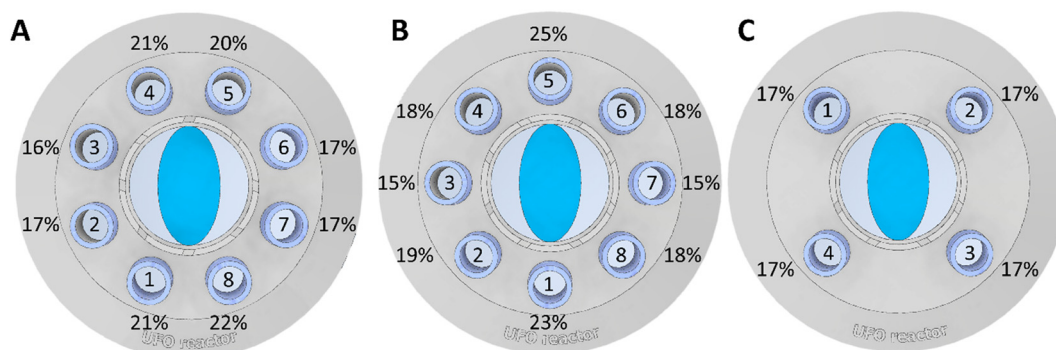 A
21% 20%
4 5
16% 3 6 17%
17% 2 7 17%
1 8
21% 22%
UFO reactor
B
25%
5
18% 4 6 18%
15% 3 7 15%
19% 2 8 18%
1
23%
UFO reactor
C
17% 1 2 17%
17% 4 3 17%
UFO reactor